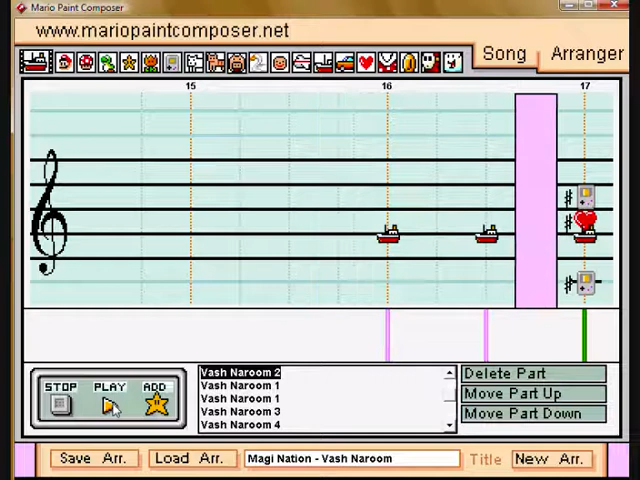 Mario Paint Composer
www.mariopaintcomposer.net
Song
Arranger
15
16
17
STOP
PLAY
ADD
Vash Naroom 2
Vash Naroom 1
Vash Naroom 1
Vash Naroom 3
Vash Naroom 4
Delete Part
Move Part Up
Move Part Down
Save Arr.
Load Arr.
Magi Nation - Vash Naroom
Title
New Arr.